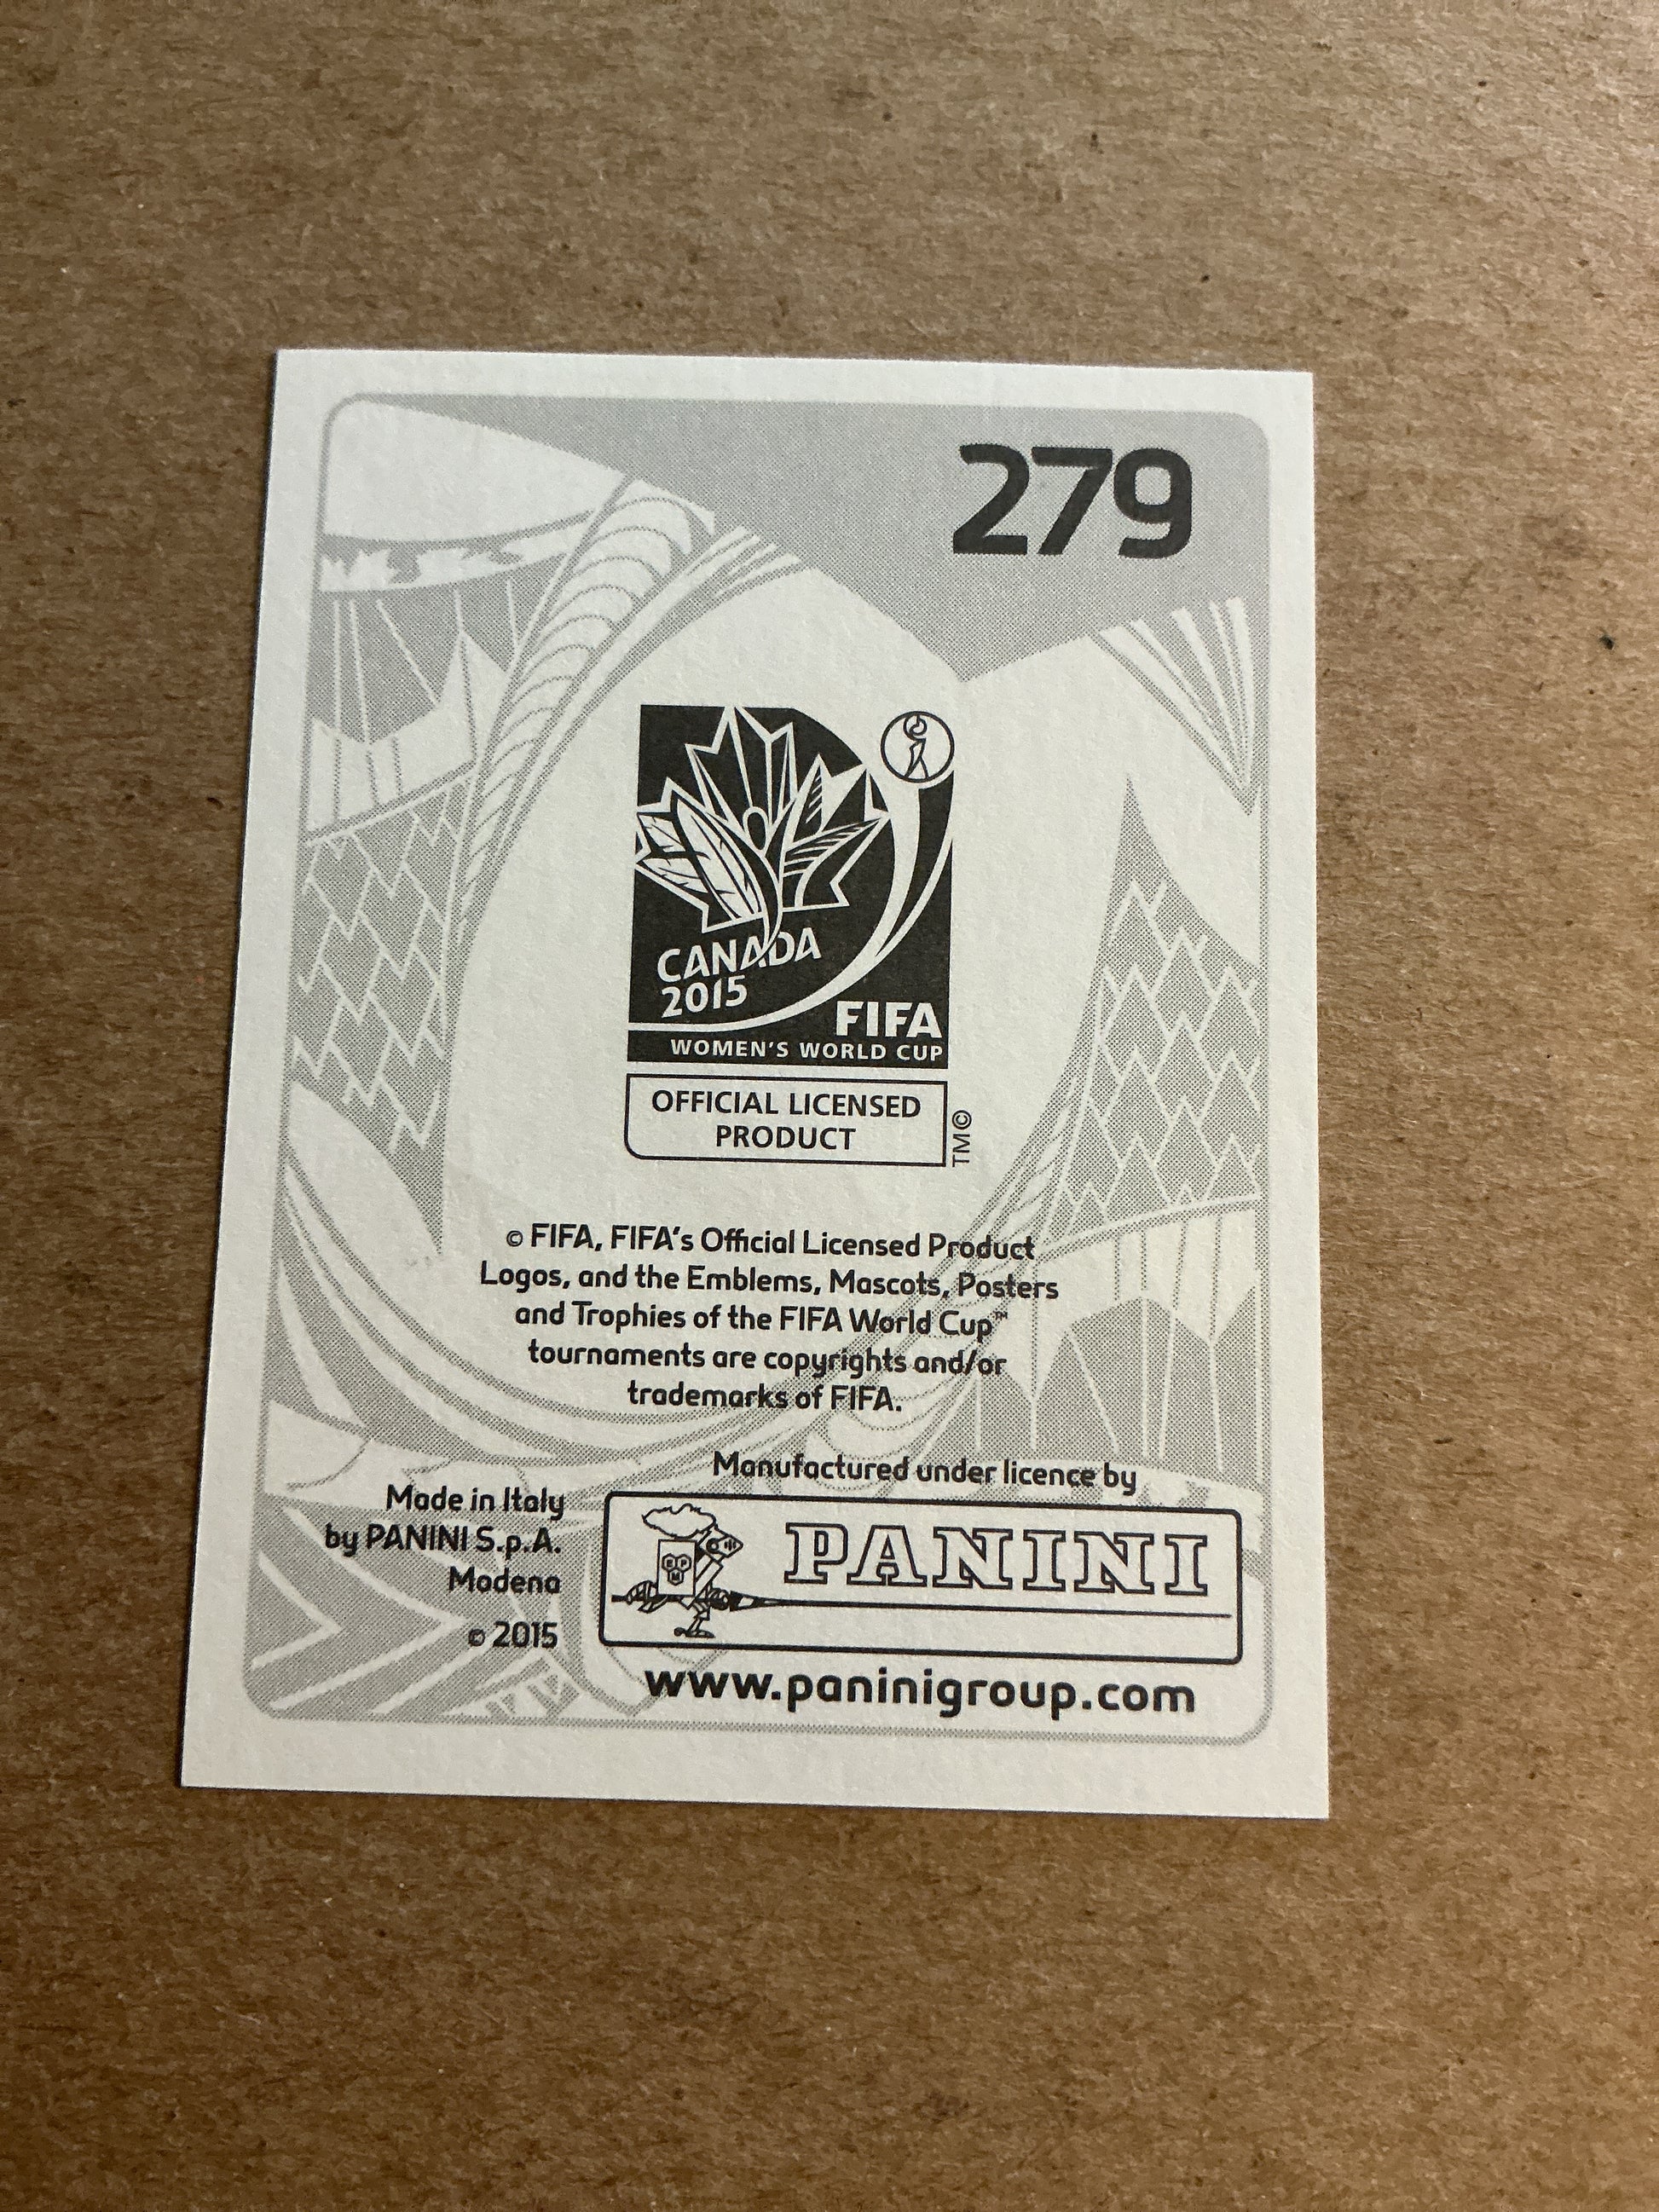 279
CANADA
2015
FIFA
WOMEN'S WORLD CUP
OFFICIAL LICENSED
PRODUCT
TM©
© FIFA, FIFA's Official Licensed Product
Logos, and the Emblems, Mascots, Posters
and Trophies of the FIFA World Cup™
tournaments are copyrights and/or
trademarks of FIFA.
Manufactured under licence by
Made in Italy
by PANINI S.p.A.
Modena
© 2015
PANINI
www.paninigroup.com